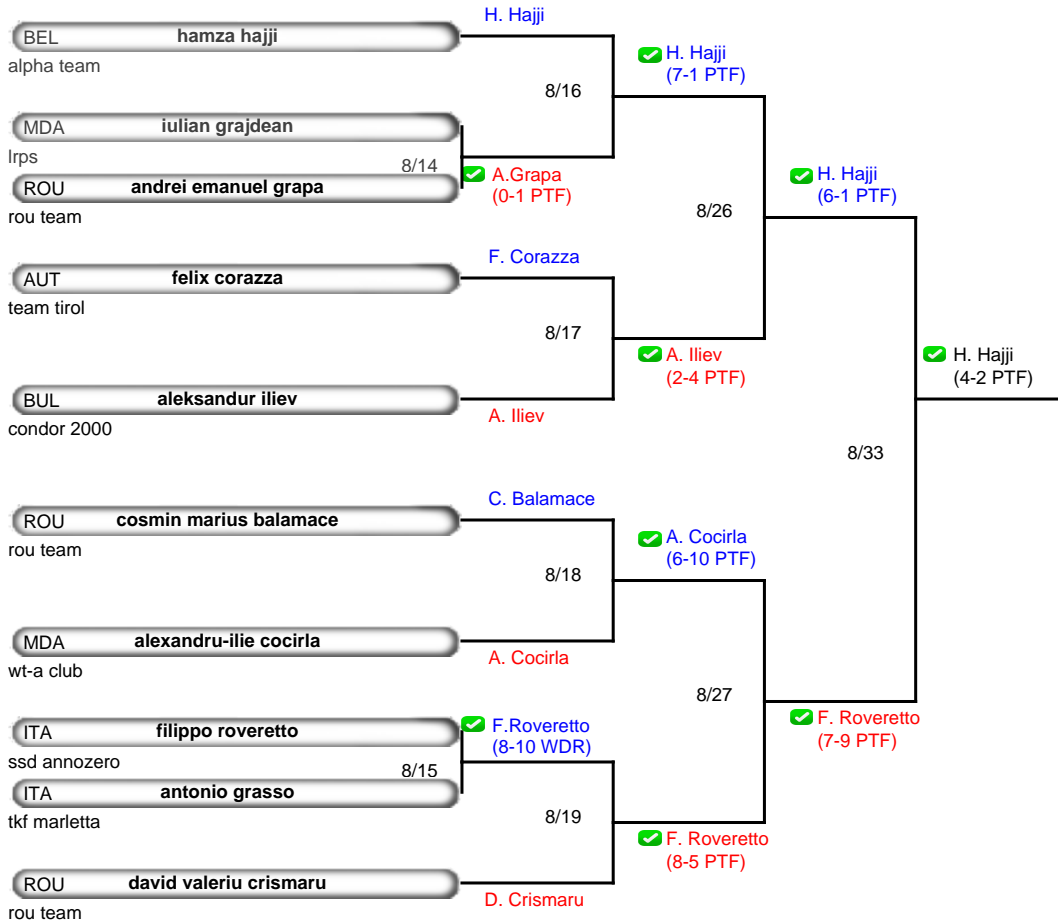 H. Hajji
BEL hamza hajji
alpha team
H. Hajji
(7-1 PTF)
8/16
MDA iulian grajdean
lrps
8/14
A.Grapa
(0-1 PTF)
ROU andrei emanuel grapa
rou team
H. Hajji
(6-1 PTF)
8/26
F. Corazza
AUT felix corazza
team tirol
8/17
A. Iliev
(2-4 PTF)
H. Hajji
(4-2 PTF)
BUL aleksandur iliev
condor 2000
A. Iliev
8/33
C. Balamace
ROU cosmin marius balamace
rou team
A. Cocirla
(6-10 PTF)
8/18
MDA alexandru-ilie cocirla
wt-a club
A. Cocirla
8/27
F. Roveretto
(7-9 PTF)
ITA filippo roveretto
ssd annozero
F.Roveretto
(8-10 WDR)
8/15
ITA antonio grasso
tkf marletta
8/19
F. Roveretto
(8-5 PTF)
ROU david valeriu crismaru
rou team
D. Crismaru